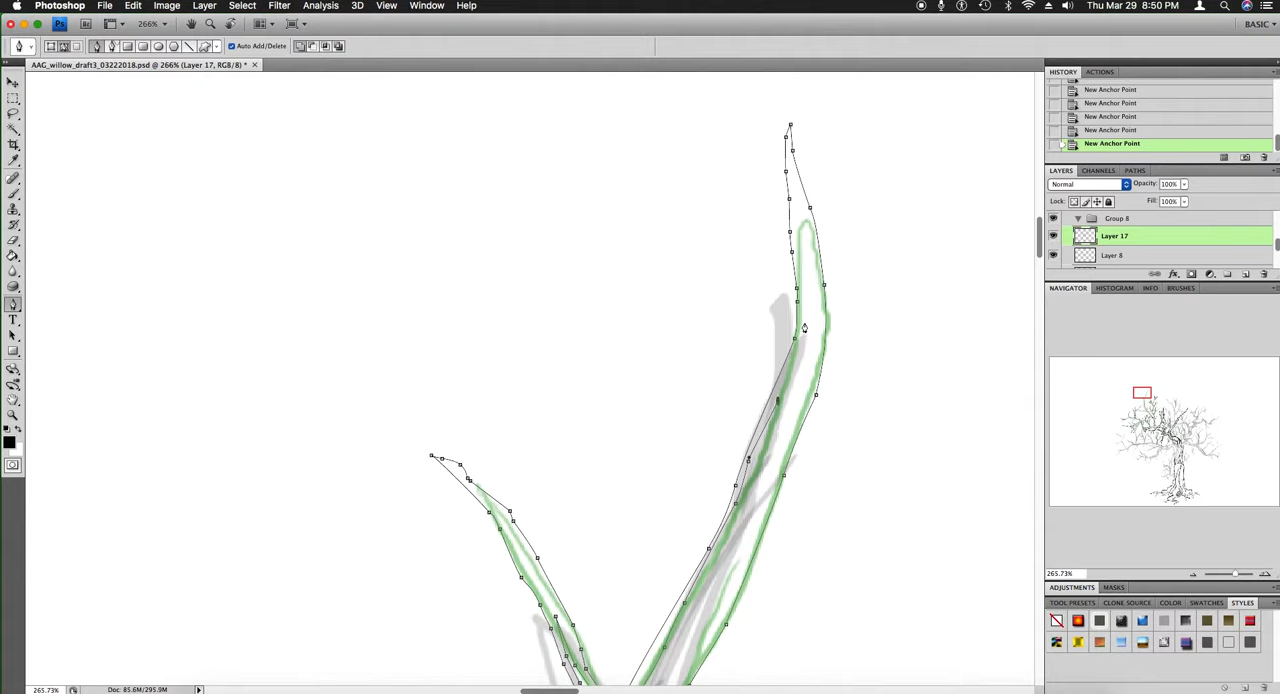 Photoshop File Edit Image Layer Select Filter Analysis 3D View Window Help
Thu Mar 29 8:50 PM
266%
BASIC
Auto Add/Delete
AAG_willow_draft3_03222018.psd @ 266% (Layer 17, RGB/8) *
HISTORY ACTIONS
New Anchor Point
New Anchor Point
New Anchor Point
New Anchor Point
New Anchor Point
LAYERS CHANNELS PATHS
Normal Opacity: 100%
Lock: Fill: 100%
Group 8
Layer 17
Layer 8
NAVIGATOR HISTOGRAM INFO BRUSHES
265.73%
ADJUSTMENTS MASKS
TOOL PRESETS CLONE SOURCE COLOR SWATCHES STYLES
265.73% Doc: 85.6M/295.9M